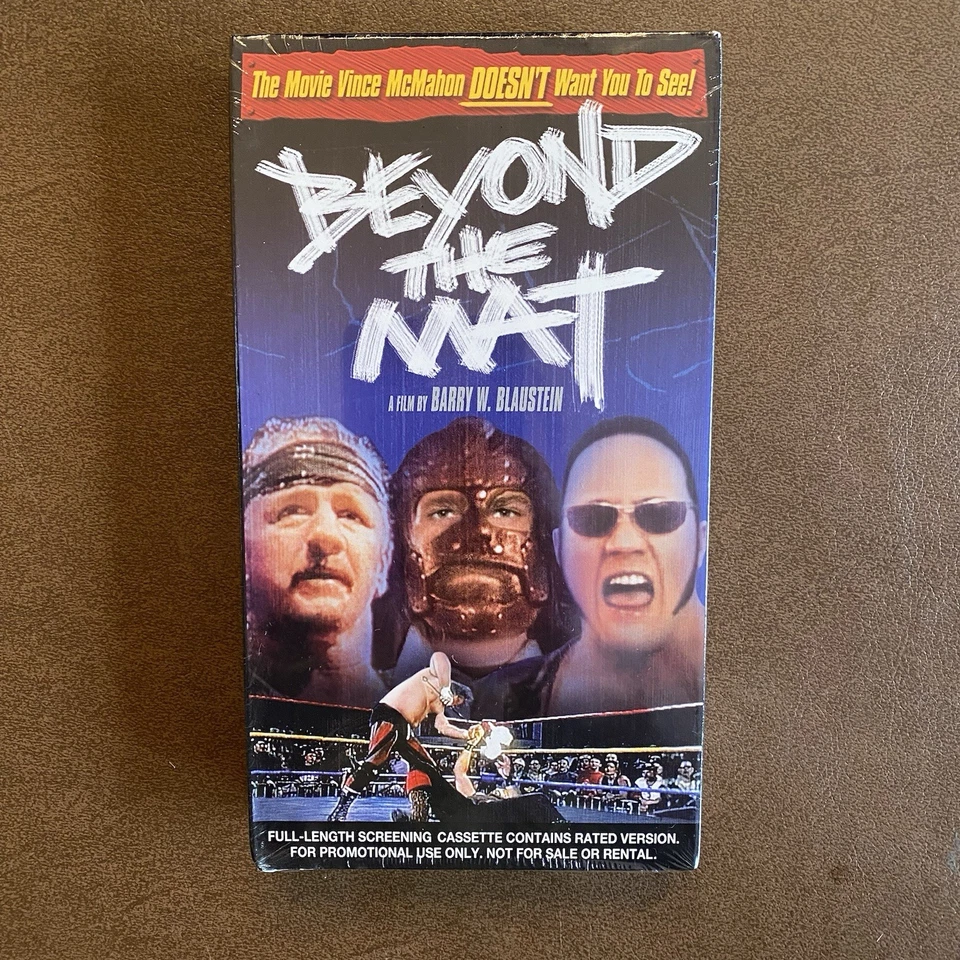 The Movie Vince McMahon DOESN'T Want You To See!
BEYOND
THE
MAT
A FILM BY BARRY W. BLAUSTEIN
FULL-LENGTH SCREENING CASSETTE CONTAINS RATED VERSION.
FOR PROMOTIONAL USE ONLY. NOT FOR SALE OR RENTAL.